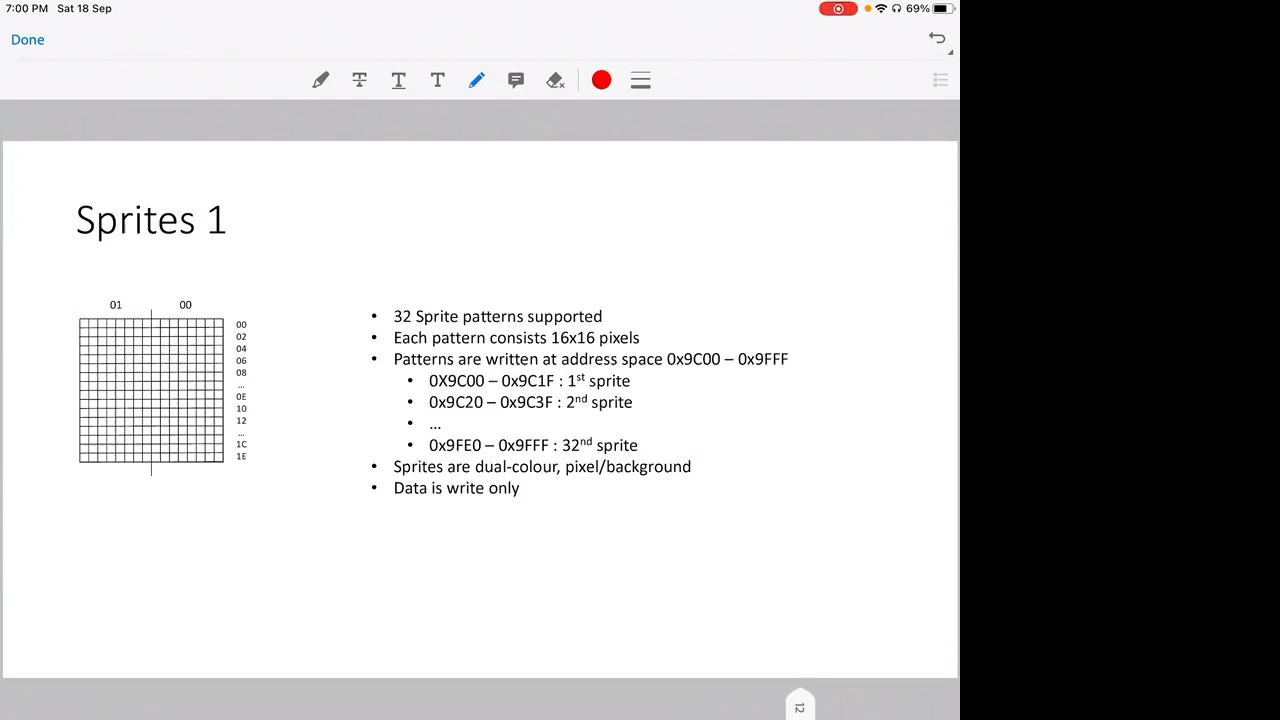 7:00 PM Sat 18 Sep
69%
Done
T T T
Sprites 1
01 00
00
02
04
06
08
...
0E
10
12
...
1C
1E
• 32 Sprite patterns supported
• Each pattern consists 16x16 pixels
• Patterns are written at address space 0x9C00 – 0x9FFF
• 0X9C00 – 0x9C1F : 1st sprite
• 0x9C20 – 0x9C3F : 2nd sprite
• ...
• 0x9FE0 – 0x9FFF : 32nd sprite
• Sprites are dual-colour, pixel/background
• Data is write only
12